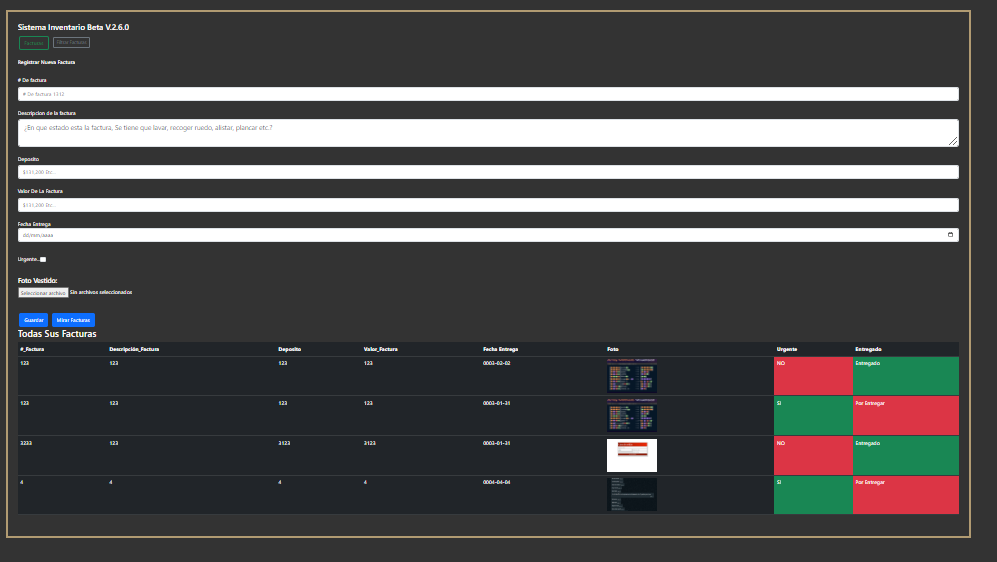 Sistema Inventario Beta V.2.6.0
Facturas Mirar Facturas
Registrar Nueva Factura
# De factura
# De factura 1312
Descripcion de la factura
¿En que estado esta la factura, Se tiene que lavar, recoger ruedo, alistar, plancar etc.?
Deposito
$131,200 De...
Valor De La Factura
$131,200 De...
Fecha Entrega
dd/mm/aaaa
Urgente..
Foto Vestido:
Seleccionar archivo Sin archivos seleccionados
Guardar Mirar Facturas
Todas Sus Facturas
#_Factura Descripción_Factura Deposito Valor_Factura Fecha Entrega Foto Urgente Entregado
123 123 123 123 0003-02-02 NO Entregado
123 123 123 123 0003-01-31 SI Por Entregar
3233 123 3123 3123 0003-01-31 NO Entregado
4 4 4 4 0004-04-04 SI Por Entregar